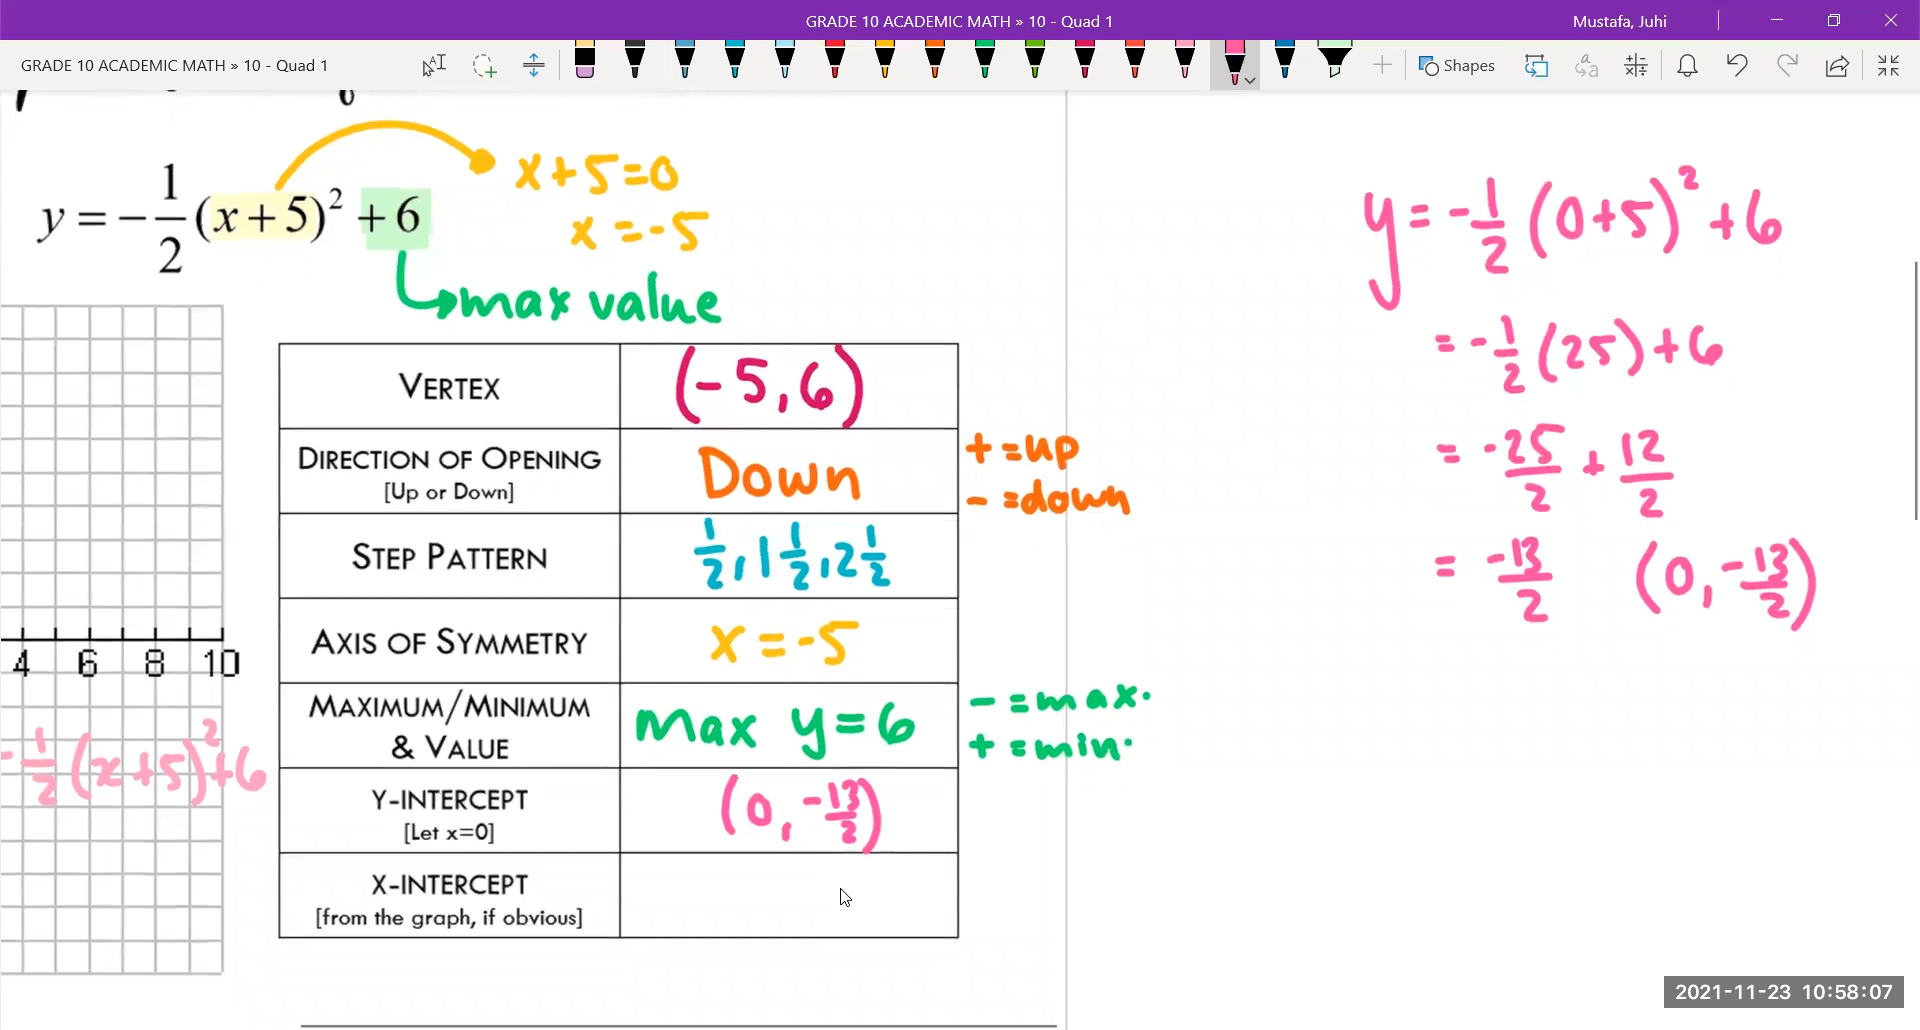 GRADE 10 ACADEMIC MATH » 10 - Quad 1
Mustafa, Juhi
GRADE 10 ACADEMIC MATH » 10 - Quad 1
Shapes
y = -1/2 (x + 5)² + 6
x + 5 = 0
x = -5
max value
VERTEX
(-5, 6)
DIRECTION OF OPENING
[Up or Down]
Down
+ = up
- = down
STEP PATTERN
1/2, 1 1/2, 2 1/2
AXIS OF SYMMETRY
x = -5
MAXIMUM/MINIMUM
& VALUE
max y = 6
- = max.
+ = min.
Y-INTERCEPT
[Let x=0]
(0, -13/2)
X-INTERCEPT
[from the graph, if obvious]
4 6 8 10
-1/2 (x+5)² + 6
y = -1/2 (0+5)² + 6
= -1/2 (25) + 6
= -25/2 + 12/2
= -13/2 (0, -13/2)
2021-11-23 10:58:07